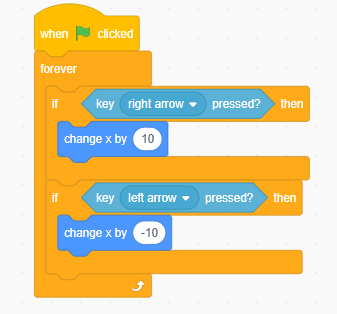 when clicked
forever
if key right arrow pressed? then
change x by 10
if key left arrow pressed? then
change x by -10